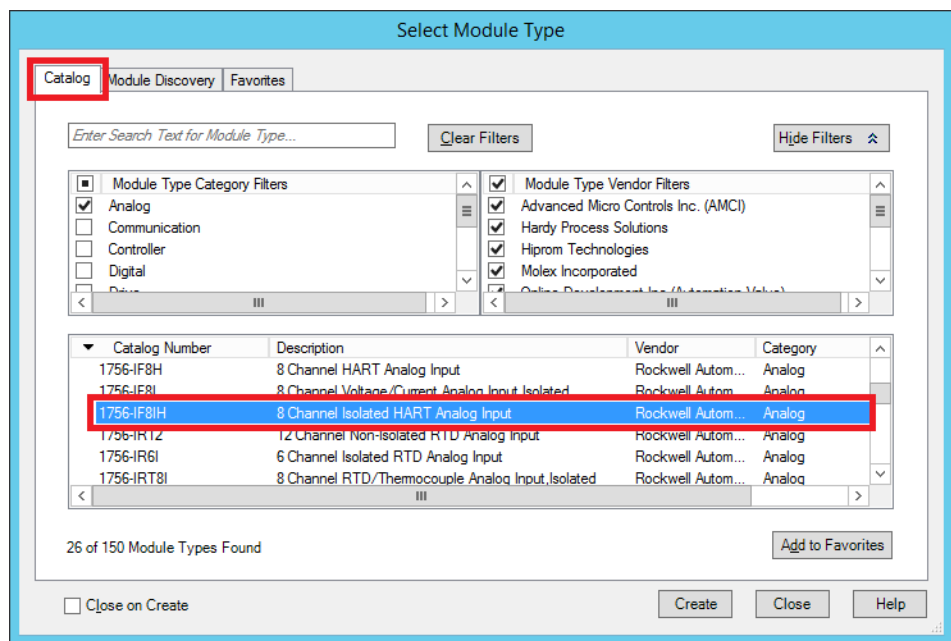 Select Module Type
Catalog Module Discovery Favorites
Enter Search Text for Module Type... Clear Filters Hide Filters
Module Type Category Filters Module Type Vendor Filters
Analog Advanced Micro Controls Inc. (AMCI)
Communication Hardy Process Solutions
Controller Hiprom Technologies
Digital Molex Incorporated
Drive Online Development Inc (Automation Value)
Catalog Number Description Vendor Category
1756-IF8H 8 Channel HART Analog Input Rockwell Autom... Analog
1756-IF8I 8 Channel Voltage/Current Analog Input Isolated Rockwell Autom... Analog
1756-IF8IH 8 Channel Isolated HART Analog Input Rockwell Autom... Analog
1756-IR12 12 Channel Non-Isolated RTD Analog Input Rockwell Autom... Analog
1756-IR6I 6 Channel Isolated RTD Analog Input Rockwell Autom... Analog
1756-IRT8I 8 Channel RTD/Thermocouple Analog Input,Isolated Rockwell Autom... Analog
26 of 150 Module Types Found Add to Favorites
Close on Create Create Close Help